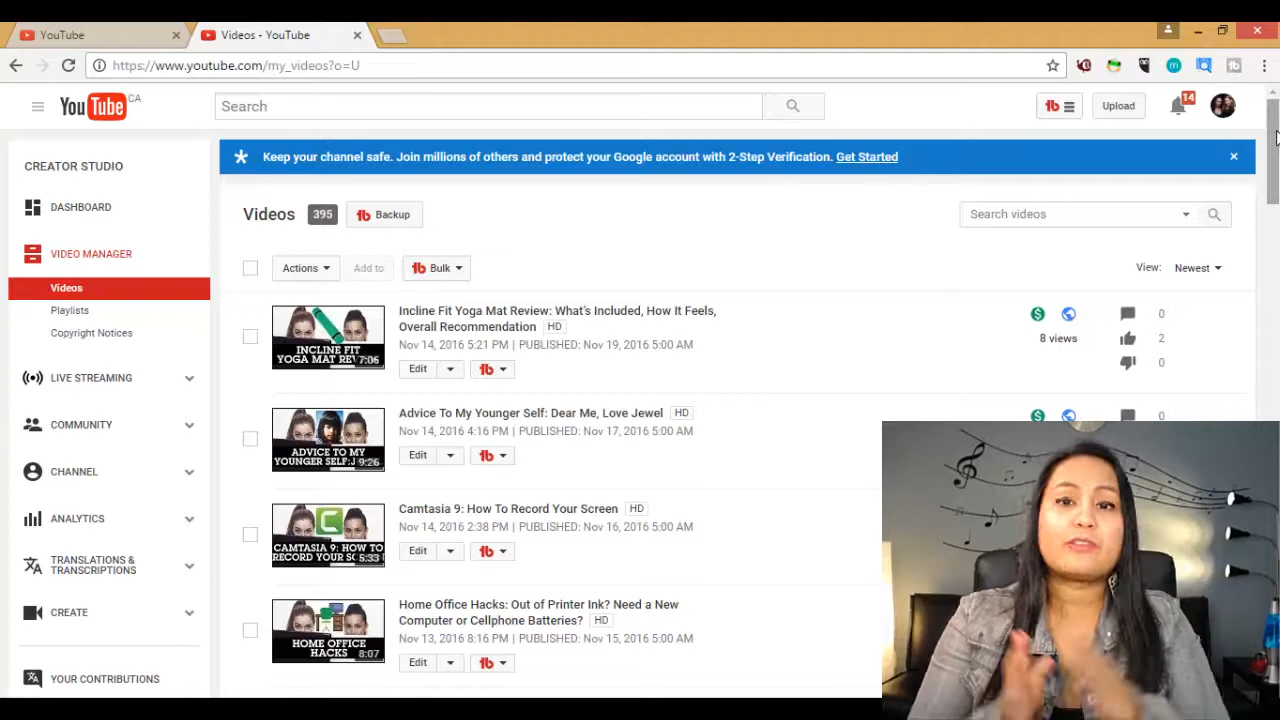 YouTube
Videos - YouTube
https://www.youtube.com/my_videos?o=U
YouTube CA
Search
Upload
14
CREATOR STUDIO
Keep your channel safe. Join millions of others and protect your Google account with 2-Step Verification. Get Started
DASHBOARD
Videos 395 tb Backup
Search videos
VIDEO MANAGER
Actions Add to tb Bulk
View: Newest
Videos
Playlists
Copyright Notices
LIVE STREAMING
COMMUNITY
CHANNEL
ANALYTICS
TRANSLATIONS &
TRANSCRIPTIONS
CREATE
YOUR CONTRIBUTIONS
INCLINE FIT
YOGA MAT REV
7:06
Incline Fit Yoga Mat Review: What's Included, How It Feels,
Overall Recommendation HD
Nov 14, 2016 5:21 PM | PUBLISHED: Nov 19, 2016 5:00 AM
Edit tb
8 views
0
2
0
ADVICE TO MY
YOUNGER SELF:
9:26
Advice To My Younger Self: Dear Me, Love Jewel HD
Nov 14, 2016 4:16 PM | PUBLISHED: Nov 17, 2016 5:00 AM
Edit tb
0
CAMTASIA 9: HOW TO
RECORD YOUR SC
5:33
Camtasia 9: How To Record Your Screen HD
Nov 14, 2016 2:38 PM | PUBLISHED: Nov 16, 2016 5:00 AM
Edit tb
HOME OFFICE
HACKS
8:07
Home Office Hacks: Out of Printer Ink? Need a New
Computer or Cellphone Batteries? HD
Nov 13, 2016 8:16 PM | PUBLISHED: Nov 15, 2016 5:00 AM
Edit tb